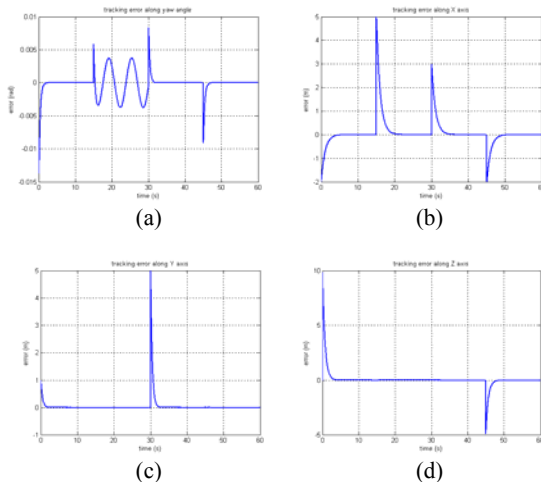 tracking error along yaw angle
0.015
0.01
0.005
0
-0.005
-0.01
-0.015
error (rad)
0 10 20 30 40 50 60
time (s)
(a)
tracking error along X axis
5
4
3
2
1
0
-1
-2
error (m)
0 10 20 30 40 50 60
time (s)
(b)
tracking error along Y axis
5
4
3
2
1
0
-1
error (m)
0 10 20 30 40 50 60
time (s)
(c)
tracking error along Z axis
10
5
0
-5
error (m)
0 10 20 30 40 50 60
time (s)
(d)